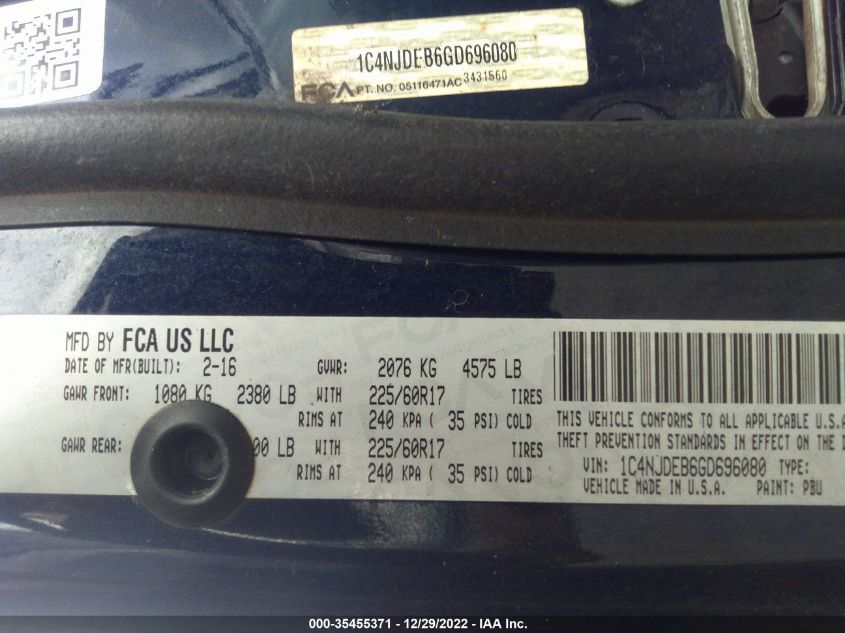 1C4NJDEB6GD696080
FCA PT. NO. 05116471AC 3431560
MFD BY FCA US LLC
DATE OF MFR(BUILT): 2-16 GVWR: 2076 KG 4575 LB
GAWR FRONT: 1080 KG 2380 LB WITH 225/60R17 TIRES
RIMS AT 240 KPA ( 35 PSI) COLD
GAWR REAR: 00 LB WITH 225/60R17 TIRES
RIMS AT 240 KPA ( 35 PSI) COLD
THIS VEHICLE CONFORMS TO ALL APPLICABLE U.S.A
THEFT PREVENTION STANDARDS IN EFFECT ON THE D
VIN: 1C4NJDEB6GD696080 TYPE:
VEHICLE MADE IN U.S.A. PAINT: PBU
000-35455371 - 12/29/2022 - IAA Inc.